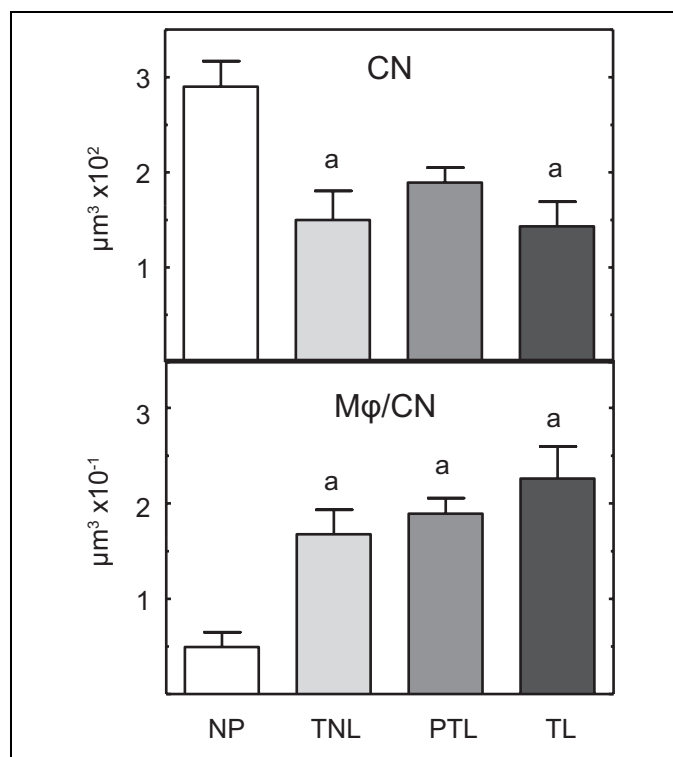 CN
3
2
1
µm³ x10²
a
a
Mφ/CN
3
2
1
µm³ x10⁻¹
a
a
a
NP TNL PTL TL